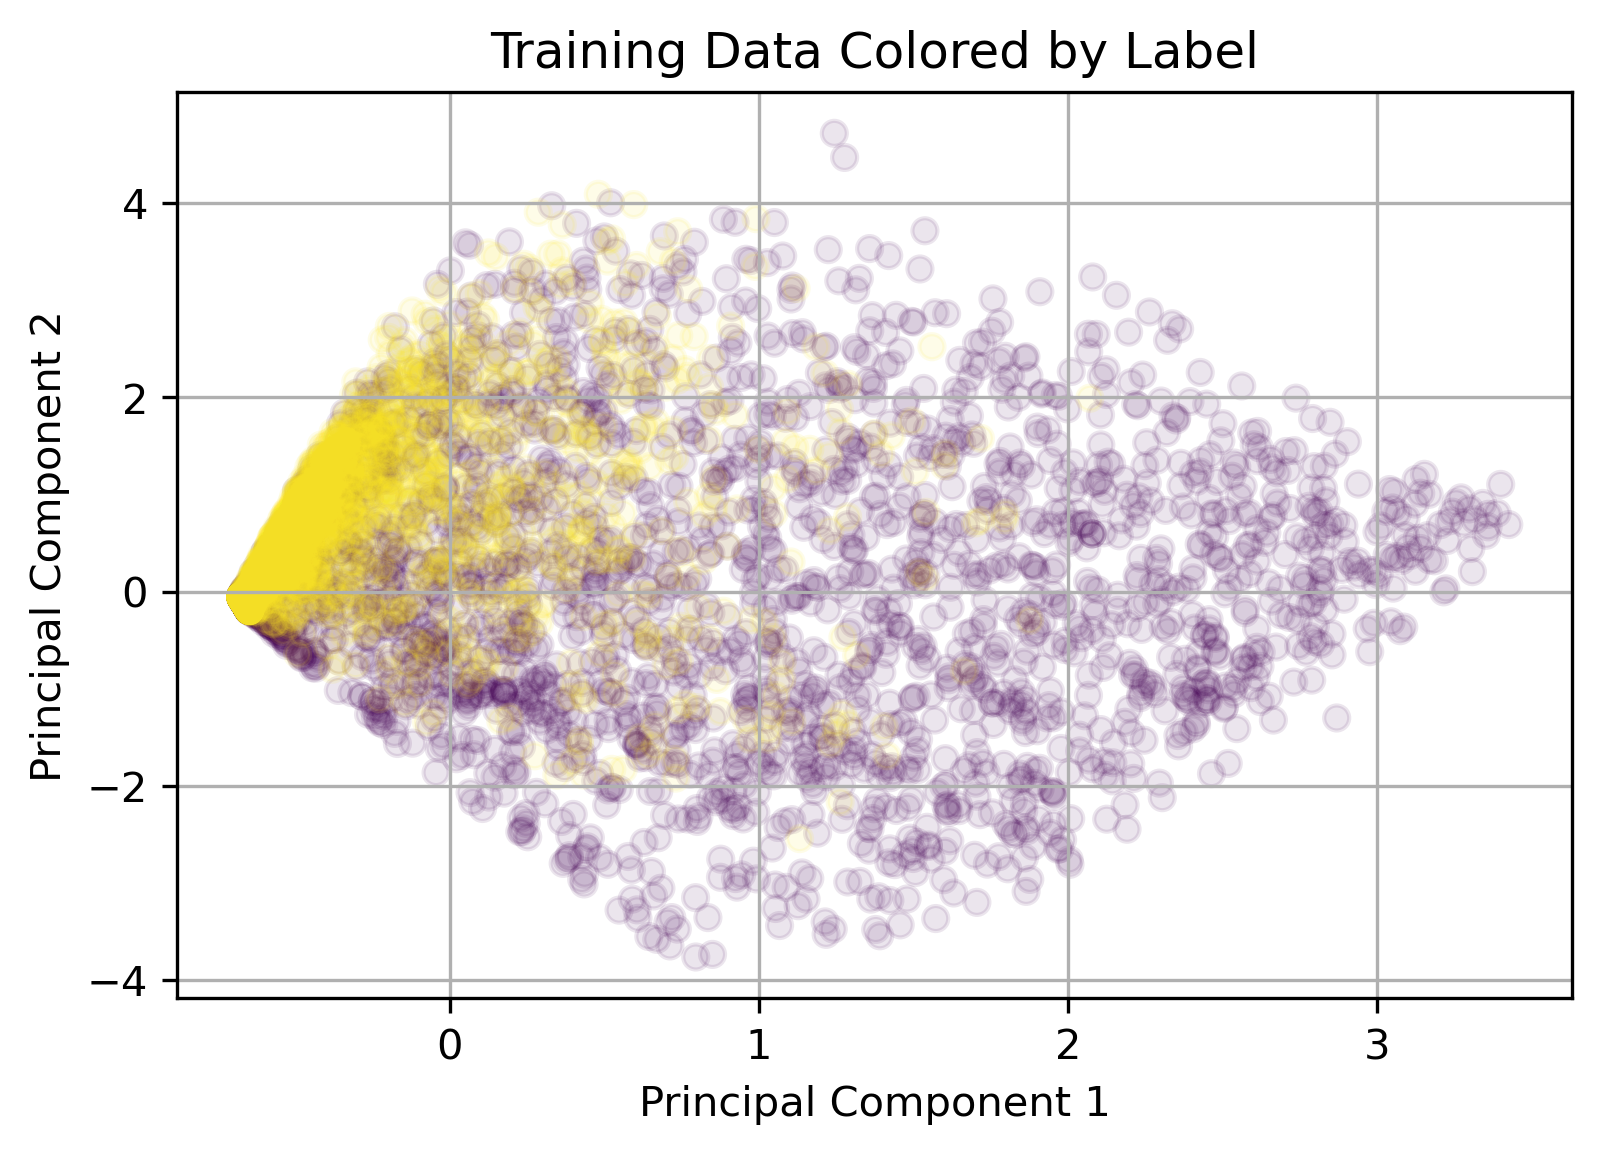 Training Data Colored by Label
4
2
0
−2
−4
Principal Component 2
0 1 2 3
Principal Component 1